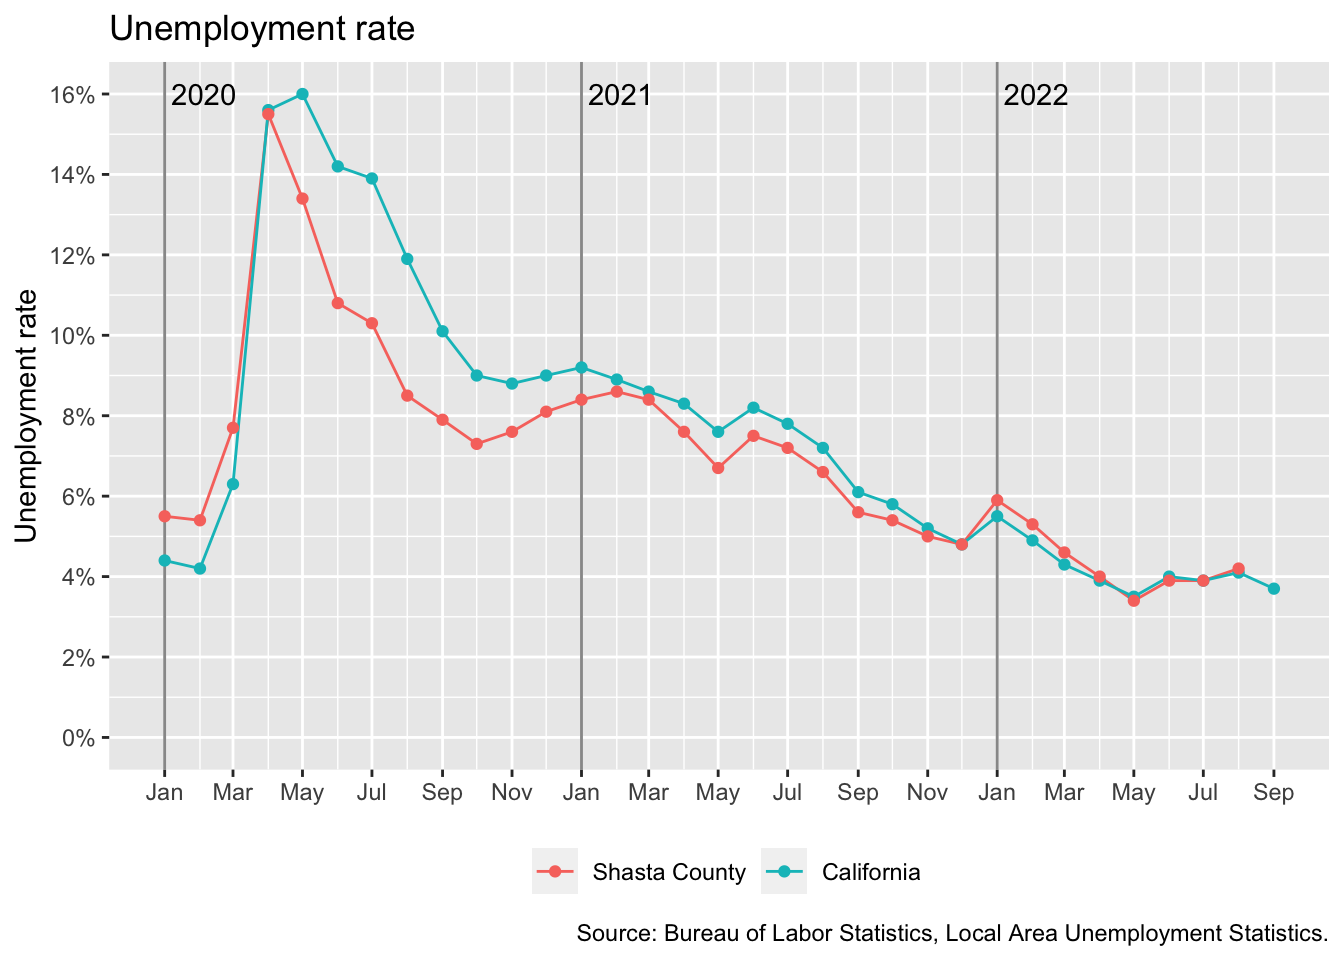 Unemployment rate
Unemployment rate
16%
14%
12%
10%
8%
6%
4%
2%
0%
2020 2021 2022
Jan Mar May Jul Sep Nov Jan Mar May Jul Sep Nov Jan Mar May Jul Sep
Shasta County California
Source: Bureau of Labor Statistics, Local Area Unemployment Statistics.